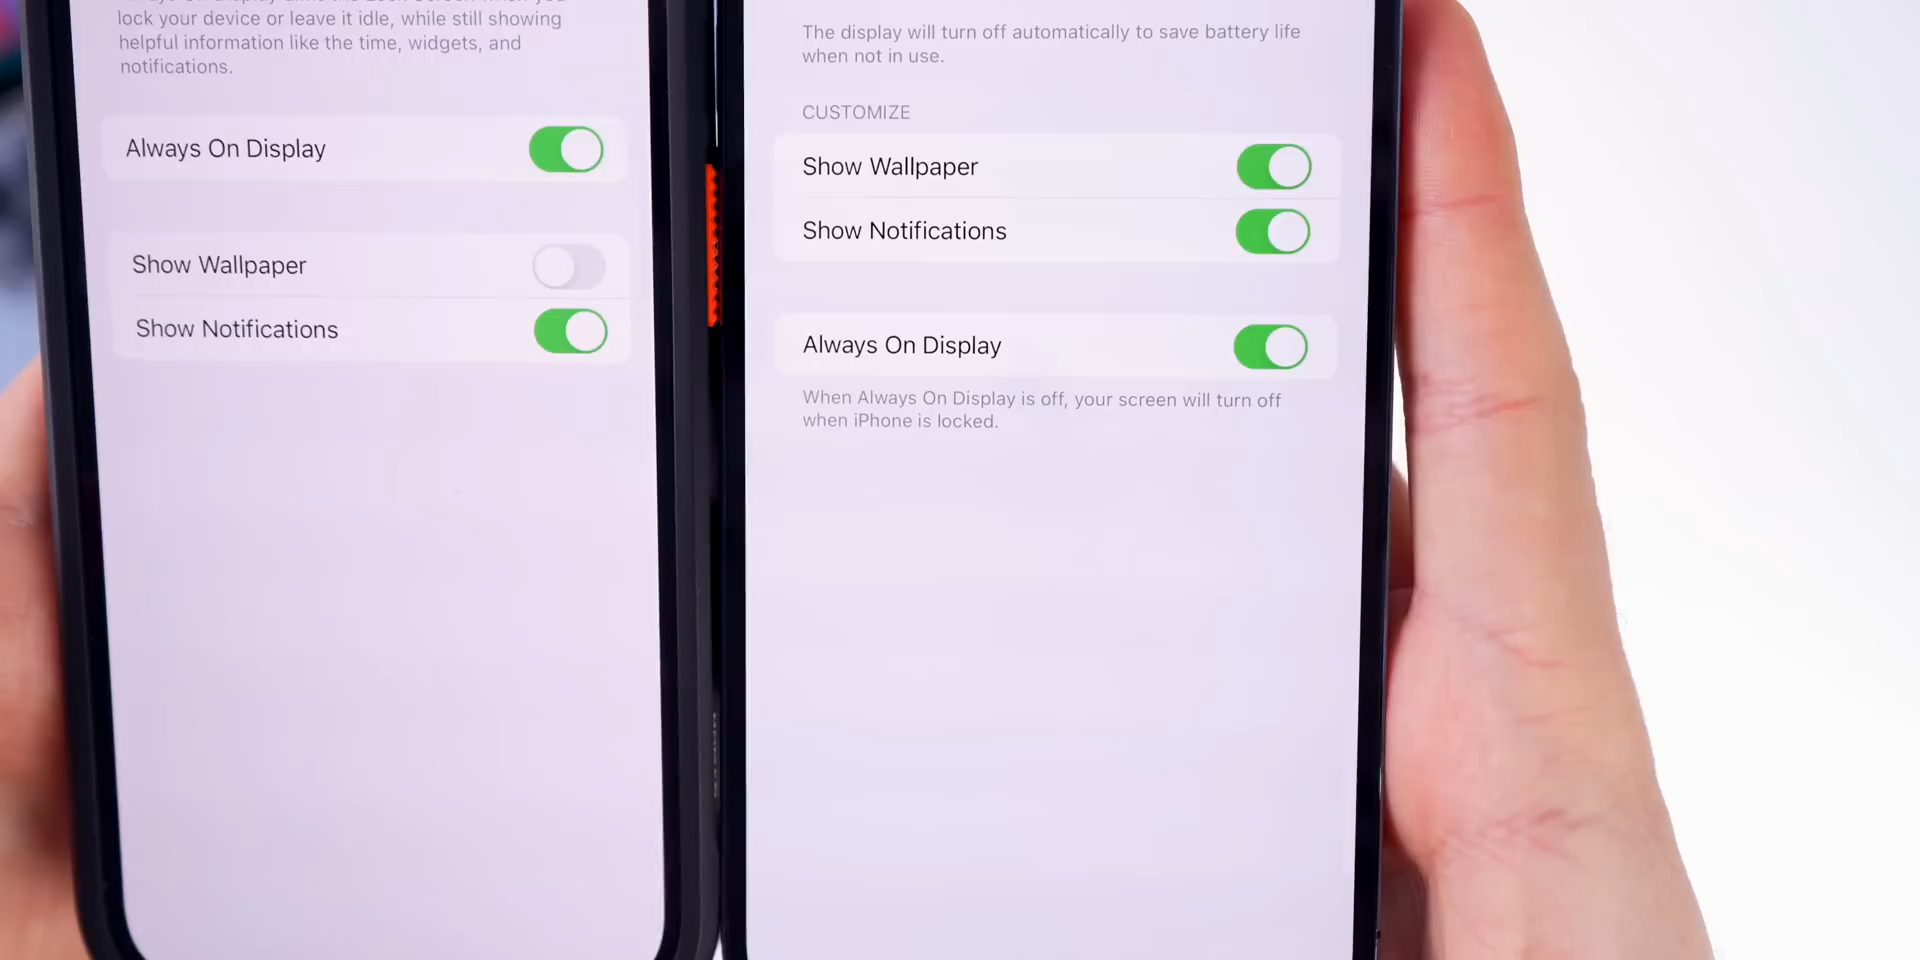 lock your device or leave it idle, while still showing
helpful information like the time, widgets, and
notifications.
Always On Display
Show Wallpaper
Show Notifications
The display will turn off automatically to save battery life
when not in use.
CUSTOMIZE
Show Wallpaper
Show Notifications
Always On Display
When Always On Display is off, your screen will turn off
when iPhone is locked.